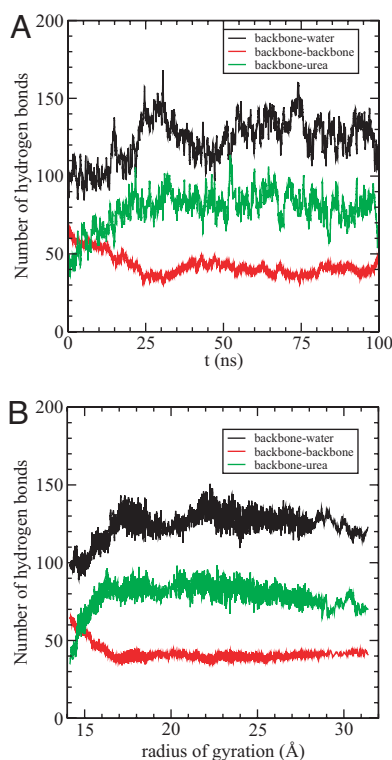 A
200
150
100
50
0
Number of hydrogen bonds
backbone-water
backbone-backbone
backbone-urea
0 25 50 75 100
t (ns)
B
200
150
100
50
0
Number of hydrogen bonds
backbone-water
backbone-backbone
backbone-urea
15 20 25 30
radius of gyration (Å)